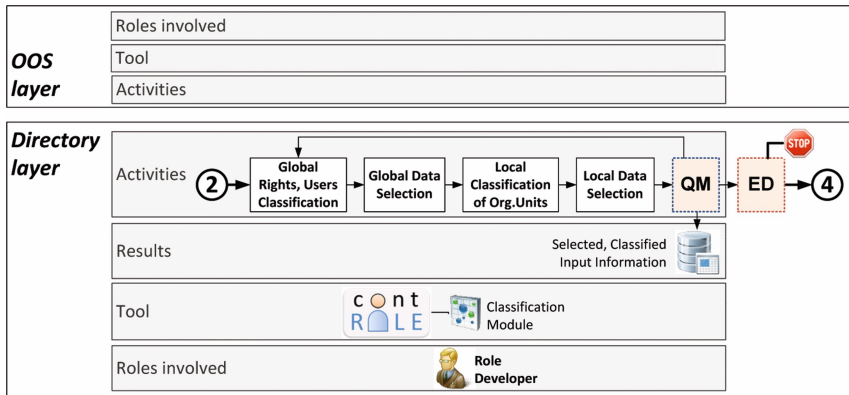 Roles involved
OOS
layer
Tool
Activities
Directory
layer
Activities
2
Global
Rights, Users
Classification
Global Data
Selection
Local
Classification
of Org.Units
Local Data
Selection
QM
ED
STOP
4
Results
Selected, Classified
Input Information
Tool
cont
ROLE
Classification
Module
Roles involved
Role
Developer